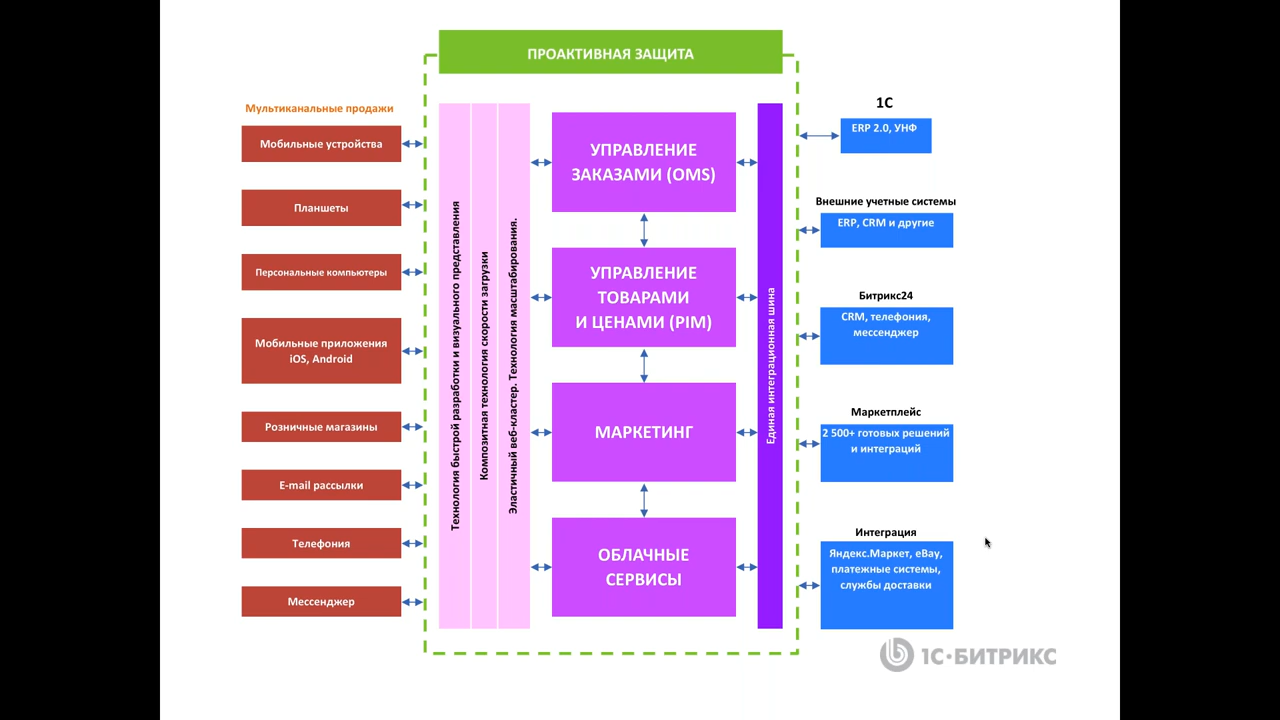 ПРОАКТИВНАЯ ЗАЩИТА
Мультиканальные продажи
Мобильные устройства
Планшеты
Персональные компьютеры
Мобильные приложения
iOS, Android
Розничные магазины
E-mail рассылки
Телефония
Мессенджер
Технология быстрой разработки и визуального представления
Композитная технология скорости загрузки
Эластичный веб-кластер. Технология масштабирования.
УПРАВЛЕНИЕ
ЗАКАЗАМИ (OMS)
УПРАВЛЕНИЕ
ТОВАРАМИ
И ЦЕНАМИ (PIM)
МАРКЕТИНГ
ОБЛАЧНЫЕ
СЕРВИСЫ
Единая интеграционная шина
1С
ERP 2.0, УНФ
Внешние учетные системы
ERP, CRM и другие
Битрикс24
CRM, телефония,
мессенджер
Маркетплейс
2 500+ готовых решений
и интеграций
Интеграция
Яндекс.Маркет, eBay,
платежные системы,
службы доставки
1С·БИТРИКС